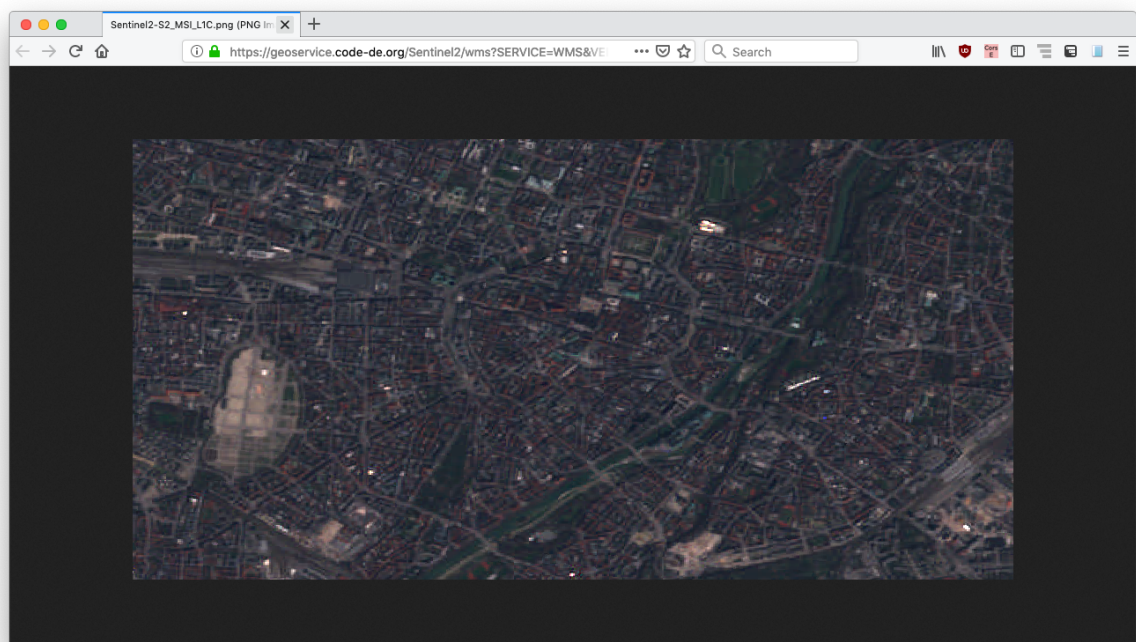 Sentinel2-S2_MSI_L1C.png (PNG Im
https://geoservice.code-de.org/Sentinel2/wms?SERVICE=WMS&VE
Search